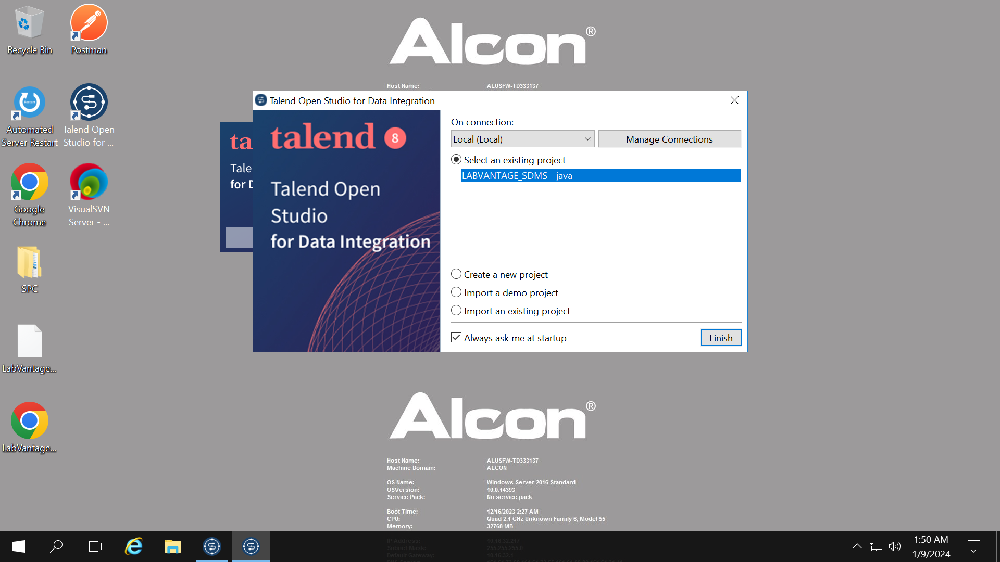 Recycle Bin
Postman
Automated
Server Restart
Restart
Talend Open
Studio for ...
Google
Chrome
VisualSVN
Server - ...
SPC
LabVantage...
LabVantage...
Alcon®
Host Name: ALUSFW-TD333137
Talend Open Studio for Data Integration
ta
Tale
for D
talend 8
Talend Open
Studio
for Data Integration
On connection:
Local (Local)
Manage Connections
Select an existing project
LABVANTAGE_SDMS - java
Create a new project
Import a demo project
Import an existing project
Always ask me at startup
Finish
Alcon®
Host Name: ALUSFW-TD333137
Machine Domain: ALCON
OS Name: Windows Server 2016 Standard
OSVersion: 10.0.14393
Service Pack: No service pack
Boot Time: 12/16/2023 2:27 AM
CPU: Quad 2.1 GHz Unknown Family 6, Model 55
Memory: 32768 MB
IP Address: 10.16.32.217
Subnet Mask: 255.255.255.0
Default Gateway: 10.16.32.1
1:50 AM
1/9/2024